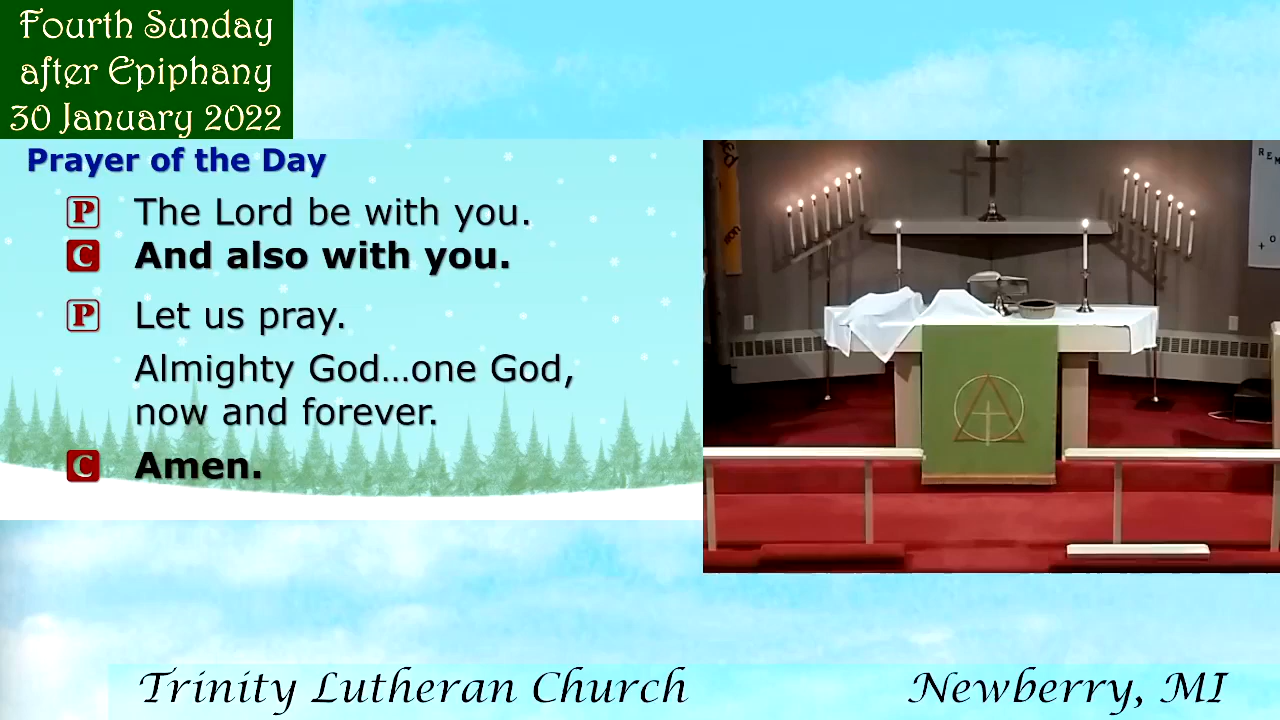 Fourth Sunday
after Epiphany
30 January 2022
Prayer of the Day
P The Lord be with you.
C And also with you.
P Let us pray.
Almighty God…one God,
now and forever.
C Amen.
Trinity Lutheran Church
Newberry, MI